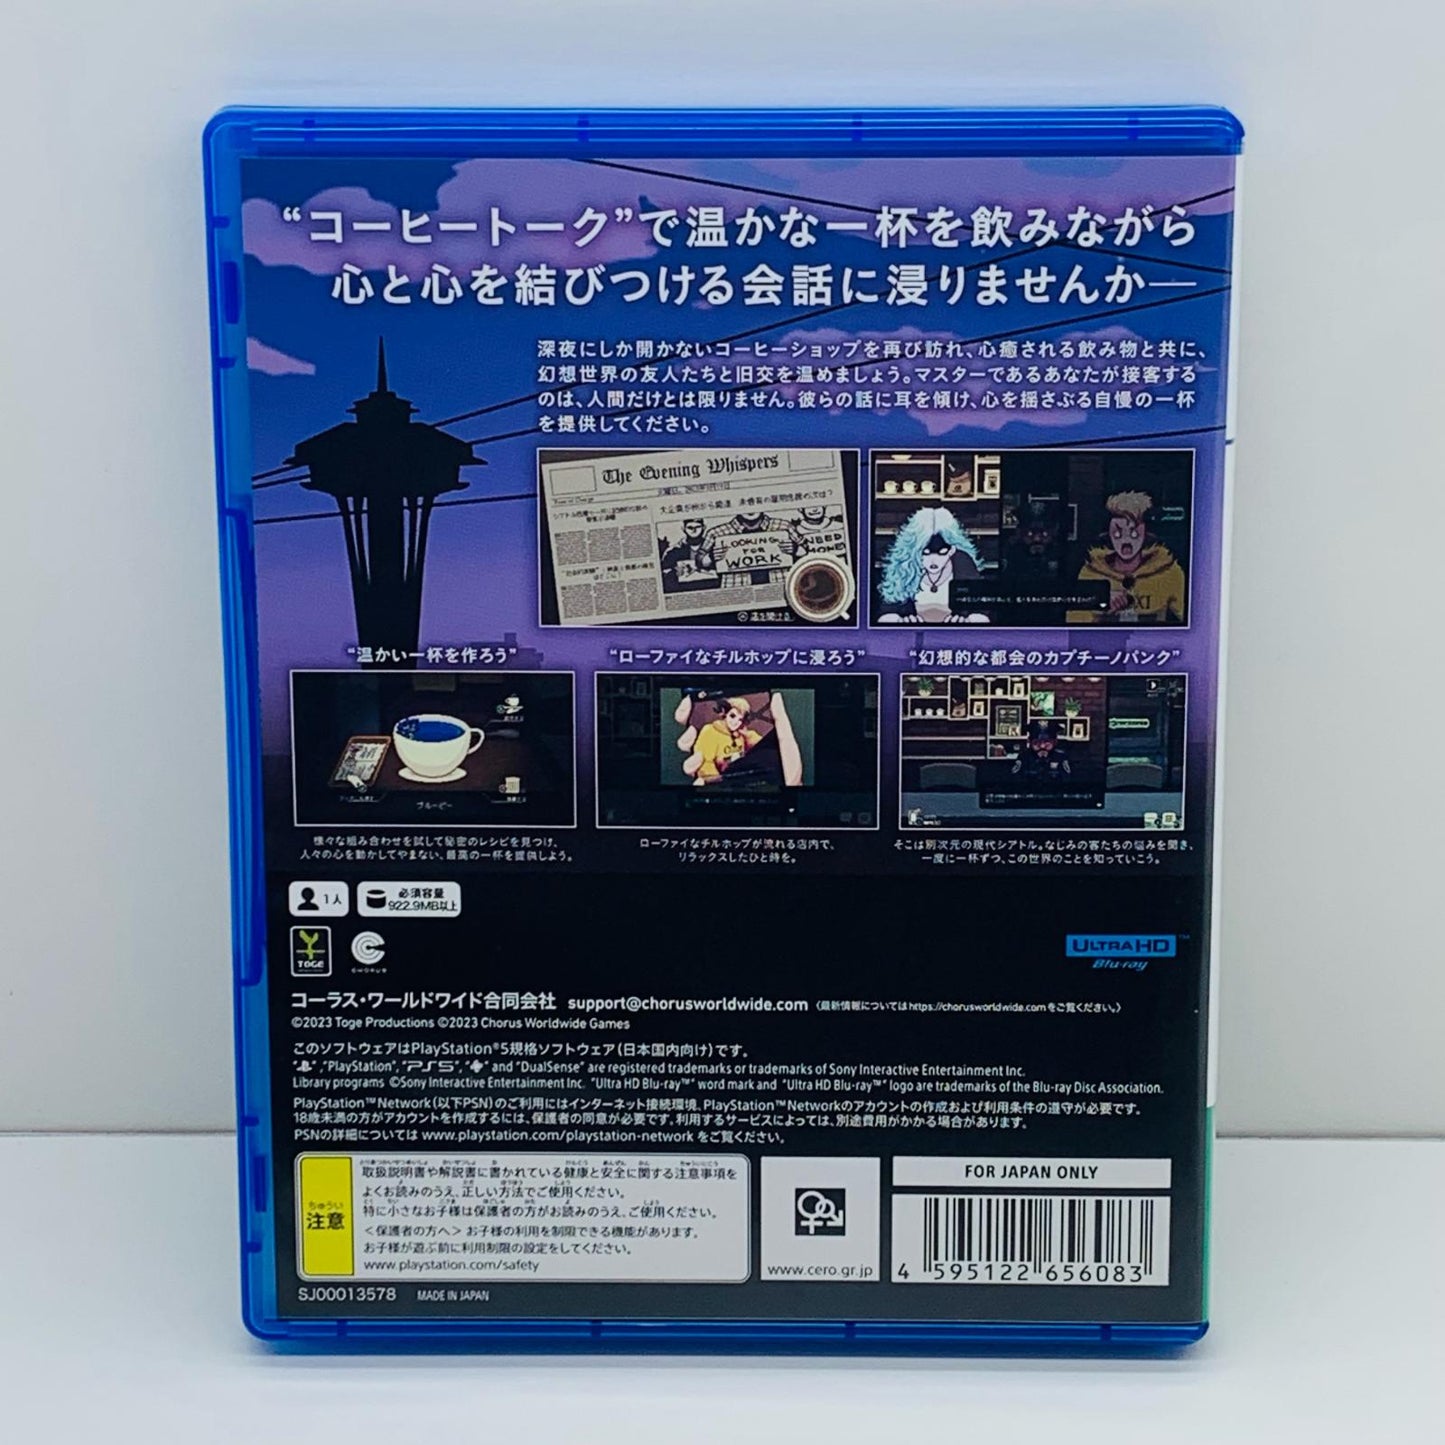 “コーヒートーク”で温かな一杯を飲みながら
心と心を結びつける会話に浸りませんか―
深夜にしか開かないコーヒーショップを再び訪れ、心癒される飲み物と共に、
幻想世界の友人たちと旧交を温めましょう。マスターであるあなたが接客する
のは、人間だけとは限りません。彼らの話に耳を傾け、心を揺さぶる自慢の一杯
を提供してください。
The Evening Whispers
LOOKING FOR WORK
NEED MONEY
“温かい一杯を作ろう”
“ローファイなチルホップに浸ろう”
“幻想的な都会のカプチーノパンク”
ブルーピー
様々な組み合わせを試して秘密のレシピを見つけ、
人々の心を動かしてやまない、最高の一杯を提供しよう。
ローファイなチルホップが流れる店内で、
リラックスしたひと時を。
そこは別次元の現代シアトル。なじみの客たちの悩みを聞き、
一度に一杯ずつ、この世界のことを知っていこう。
1人
必須容量
922.9MB以上
TOGE
CHORUS
ULTRA HD
Blu-ray
コーラス・ワールドワイド合同会社 support@chorusworldwide.com 〈最新情報についてはhttps://chorusworldwide.comをご覧ください。〉
©2023 Toge Productions ©2023 Chorus Worldwide Games
このソフトウェアはPlayStation®5規格ソフトウェア(日本国内向け)です。
"PlayStation", "PS5", and "DualSense" are registered trademarks or trademarks of Sony Interactive Entertainment Inc.
Library programs ©Sony Interactive Entertainment Inc. "Ultra HD Blu-ray™" word mark and "Ultra HD Blu-ray™" logo are trademarks of the Blu-ray Disc Association.
PlayStation™Network(以下PSN)のご利用にはインターネット接続環境、PlayStation™Networkのアカウントの作成および利用条件の遵守が必要です。
18歳未満の方がアカウントを作成するには、保護者の同意が必要です。利用するサービスによっては、別途費用がかかる場合があります。
PSNの詳細については www.playstation.com/playstation-network をご覧ください。
ちゅうい
注意
取扱説明書や解説書に書かれている健康と安全に関する注意事項を
よくお読みのうえ、正しい方法でご使用ください。
特に小さなお子様は保護者の方がお読みのうえ、ご使用ください。
＜保護者の方へ＞ お子様の利用を制限できる機能があります。
お子様が遊ぶ前に利用制限の設定をしてください。
www.playstation.com/safety
www.cero.gr.jp
FOR JAPAN ONLY
4 595122 656083
SJ00013578 MADE IN JAPAN